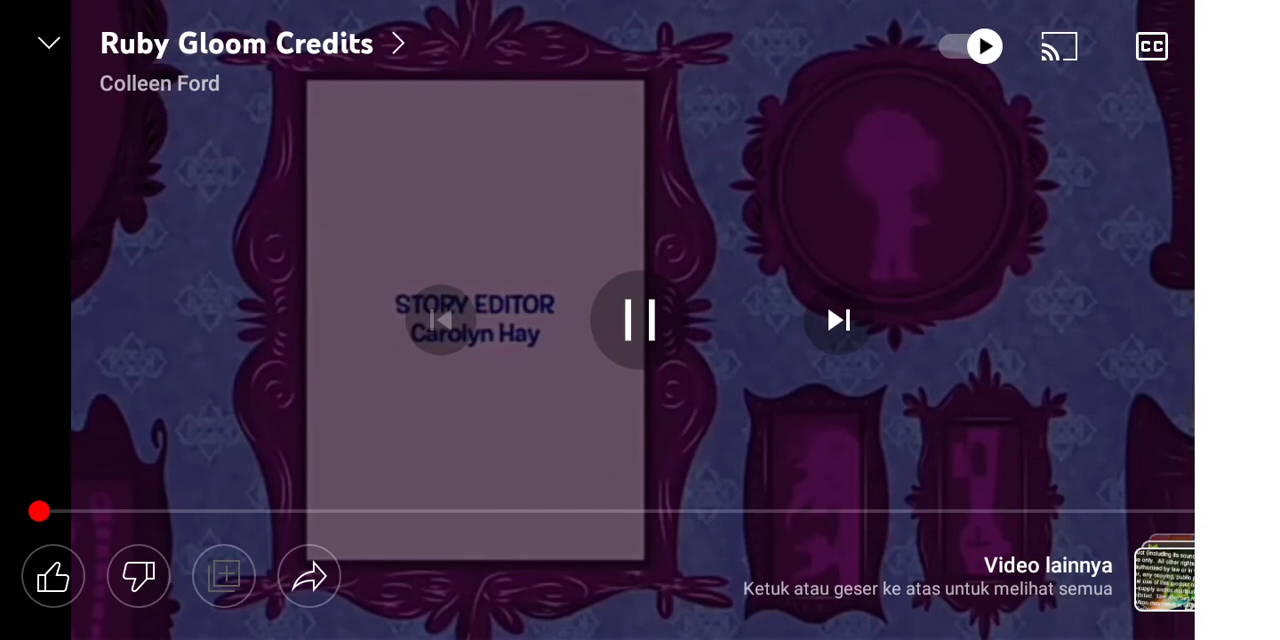 Ruby Gloom Credits
Colleen Ford
CC
STORY EDITOR
Carolyn Hay
Video lainnya
Ketuk atau geser ke atas untuk melihat semua